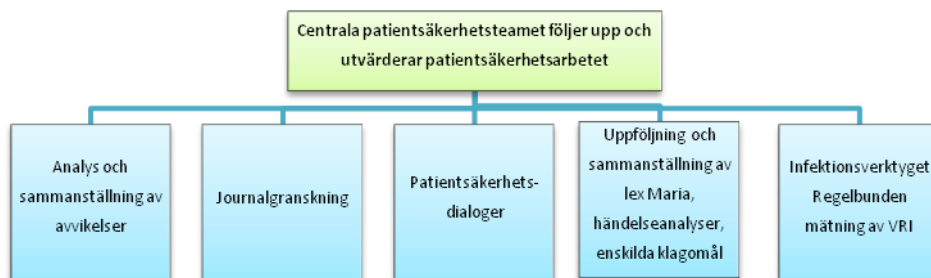 Centrala patientsäkerhetsteamet följer upp och
utvärderar patientsäkerhetsarbetet
Analys och
sammanställning av
avvikelser
Journalgranskning
Patientsäkerhets-
dialoger
Uppföljning och
sammanställning av
lex Maria,
händelseanalyser,
enskilda klagomål
Infektionsverktyget
Regelbunden
mätning av VRI